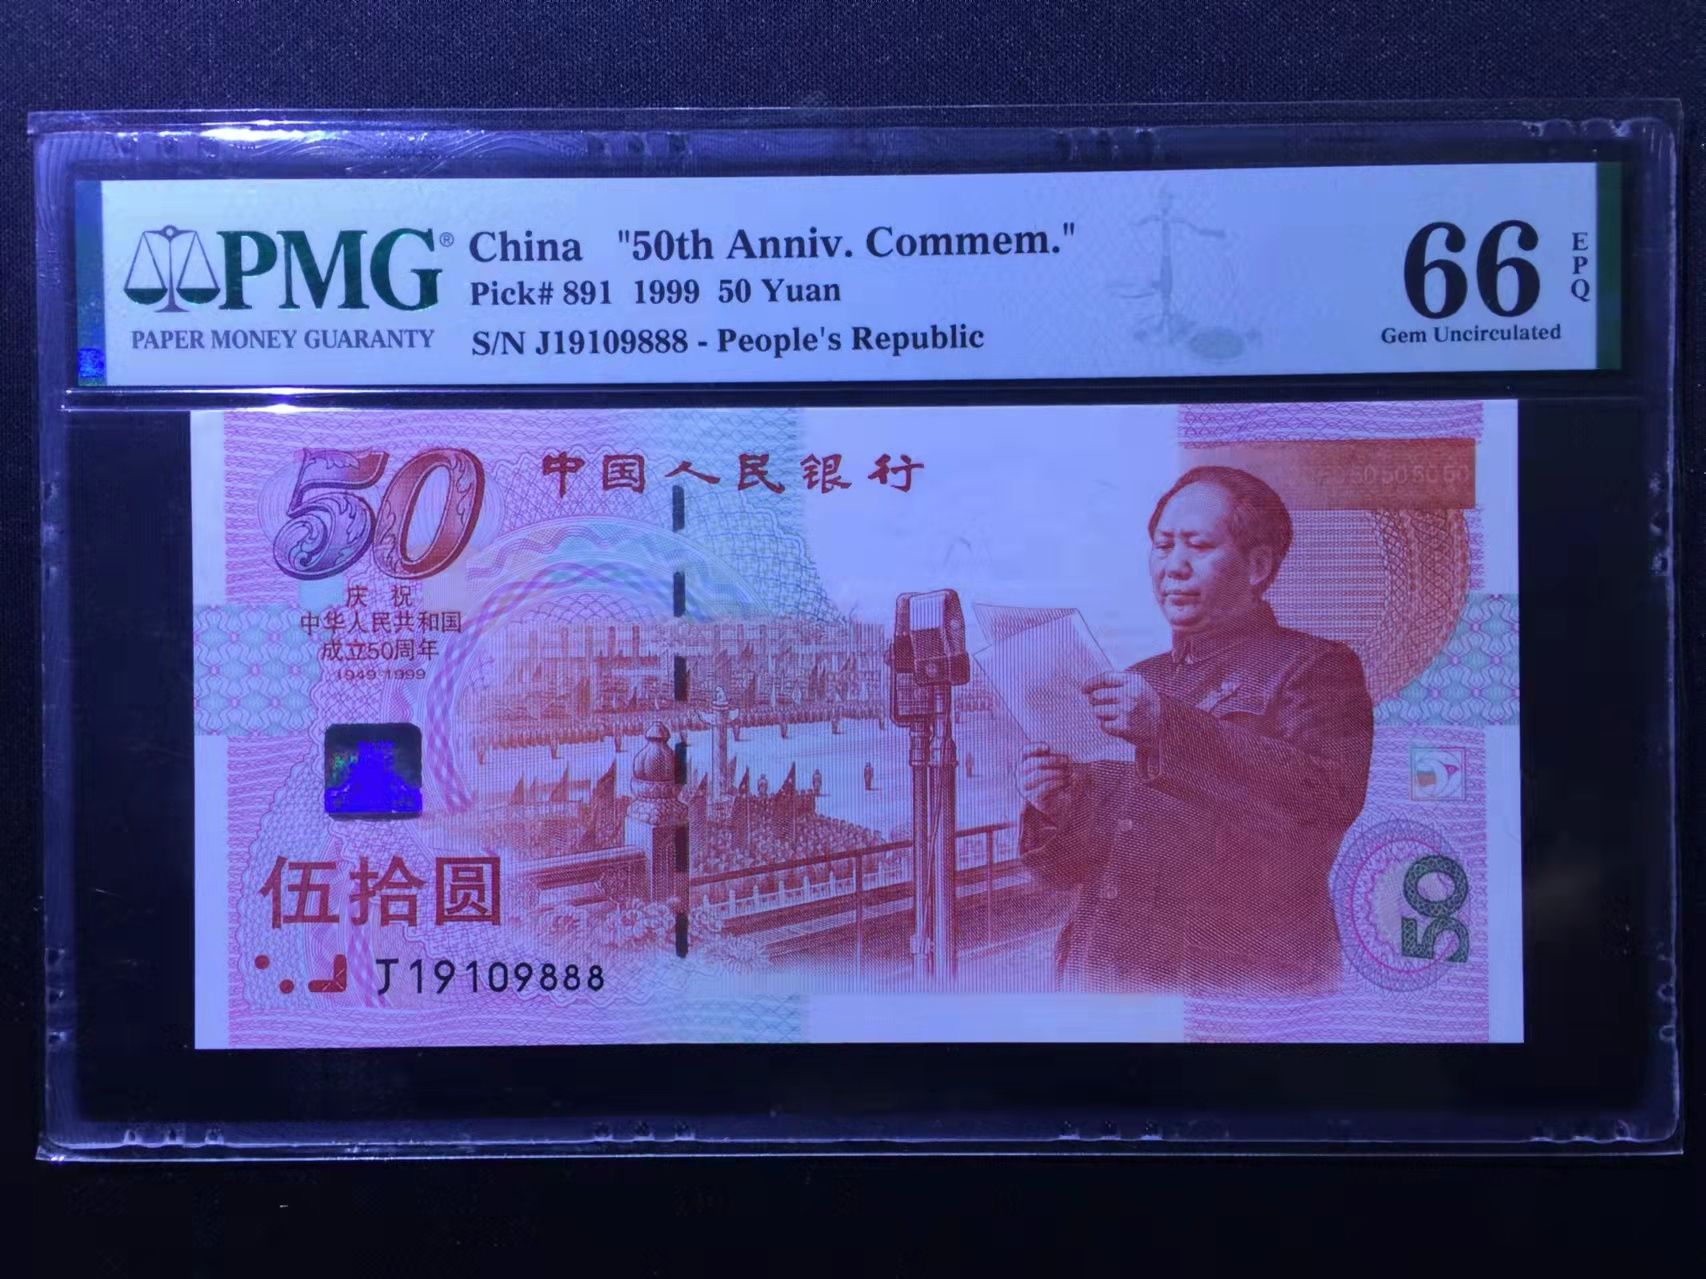 PMG® China "50th Anniv. Commem."
Pick# 891 1999 50 Yuan
PAPER MONEY GUARANTY
S/N J19109888 - People's Republic
66
EPQ
Gem Uncirculated
50
中国人民银行
庆祝
中华人民共和国
成立50周年
1949-1999
伍拾圆
J19109888
50